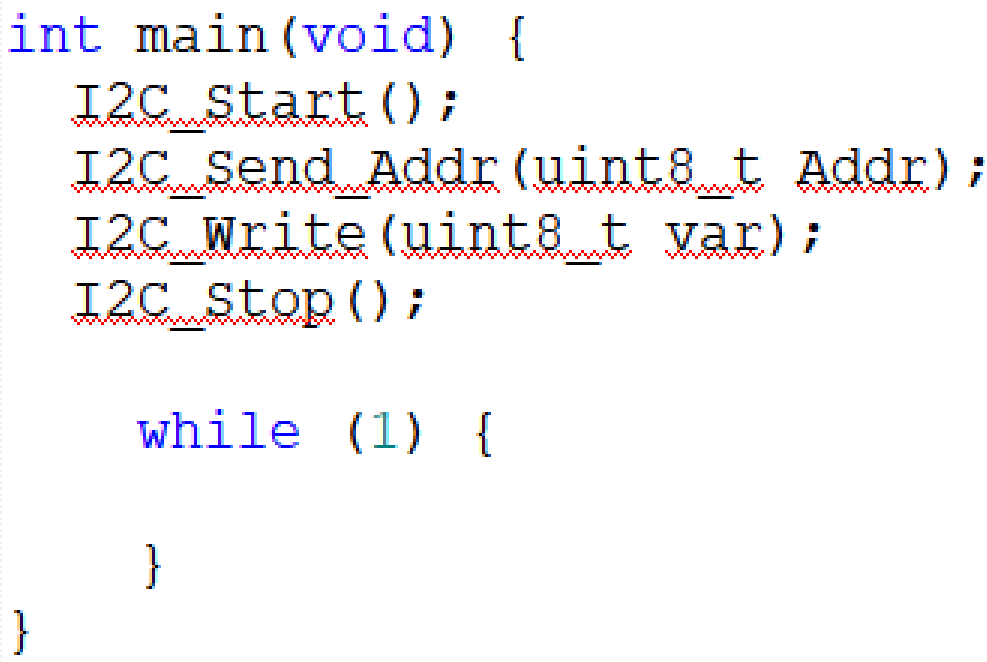 int main(void) {
I2C_Start();
I2C_Send_Addr(uint8_t Addr);
I2C_Write(uint8_t var);
I2C_Stop();
while (1) {
}
}